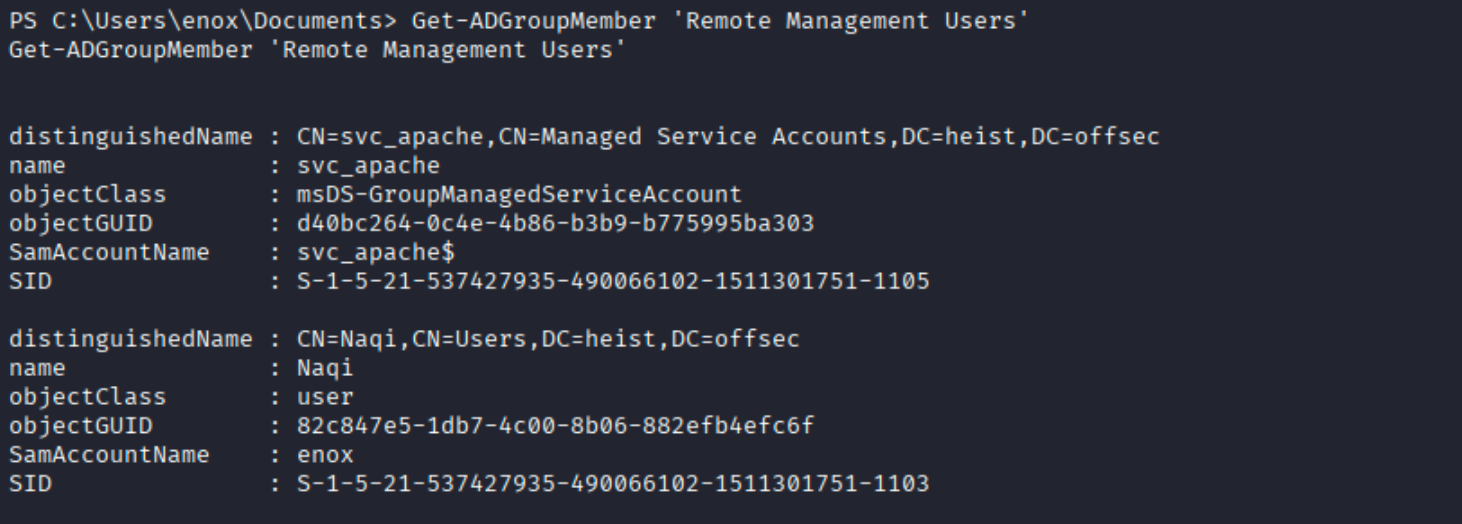 PS C:\Users\enox\Documents> Get-ADGroupMember 'Remote Management Users'
Get-ADGroupMember 'Remote Management Users'
distinguishedName : CN=svc_apache,CN=Managed Service Accounts,DC=heist,DC=offsec
name              : svc_apache
objectClass       : msDS-GroupManagedServiceAccount
objectGUID        : d40bc264-0c4e-4b86-b3b9-b775995ba303
SamAccountName    : svc_apache$
SID               : S-1-5-21-537427935-490066102-1511301751-1105
distinguishedName : CN=Naqi,CN=Users,DC=heist,DC=offsec
name              : Naqi
objectClass       : user
objectGUID        : 82c847e5-1db7-4c00-8b06-882efb4efc6f
SamAccountName    : enox
SID               : S-1-5-21-537427935-490066102-1511301751-1103